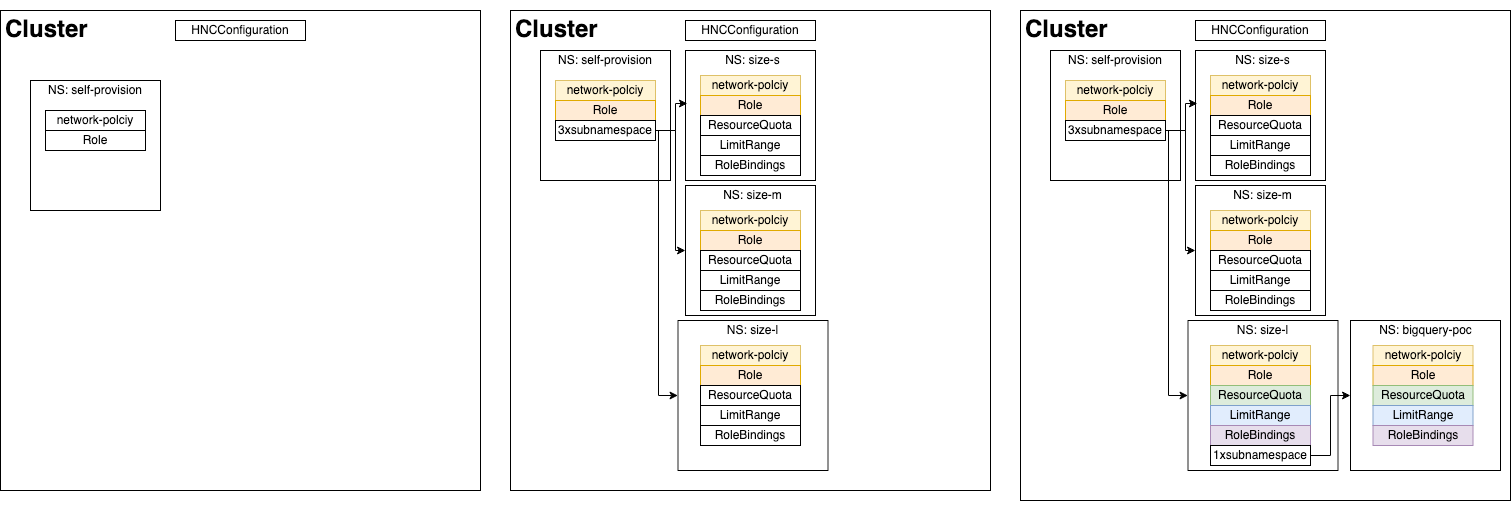 Cluster
HNCConfiguration
NS: self-provision
network-polciy
Role
Cluster
HNCConfiguration
NS: self-provision
network-polciy
Role
3xsubnamespace
NS: size-s
network-polciy
Role
ResourceQuota
LimitRange
RoleBindings
NS: size-m
network-polciy
Role
ResourceQuota
LimitRange
RoleBindings
NS: size-l
network-polciy
Role
ResourceQuota
LimitRange
RoleBindings
Cluster
HNCConfiguration
NS: self-provision
network-polciy
Role
3xsubnamespace
NS: size-s
network-polciy
Role
ResourceQuota
LimitRange
RoleBindings
NS: size-m
network-polciy
Role
ResourceQuota
LimitRange
RoleBindings
NS: size-l
network-polciy
Role
ResourceQuota
LimitRange
RoleBindings
1xsubnamespace
NS: bigquery-poc
network-polciy
Role
ResourceQuota
LimitRange
RoleBindings